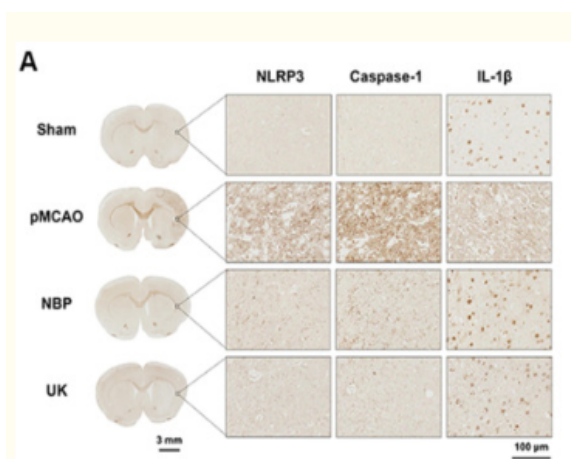 A
NLRP3 Caspase-1 IL-1β
Sham
pMCAO
NBP
UK
3 mm
100 μm